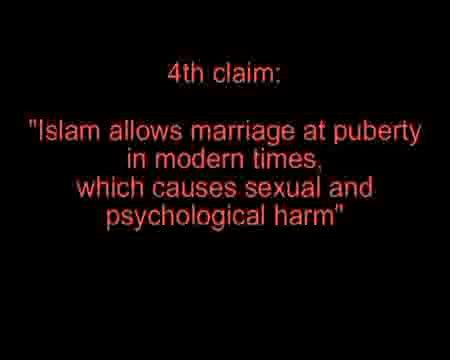 4th claim:
"Islam allows marriage at puberty
in modern times,
which causes sexual and
psychological harm"